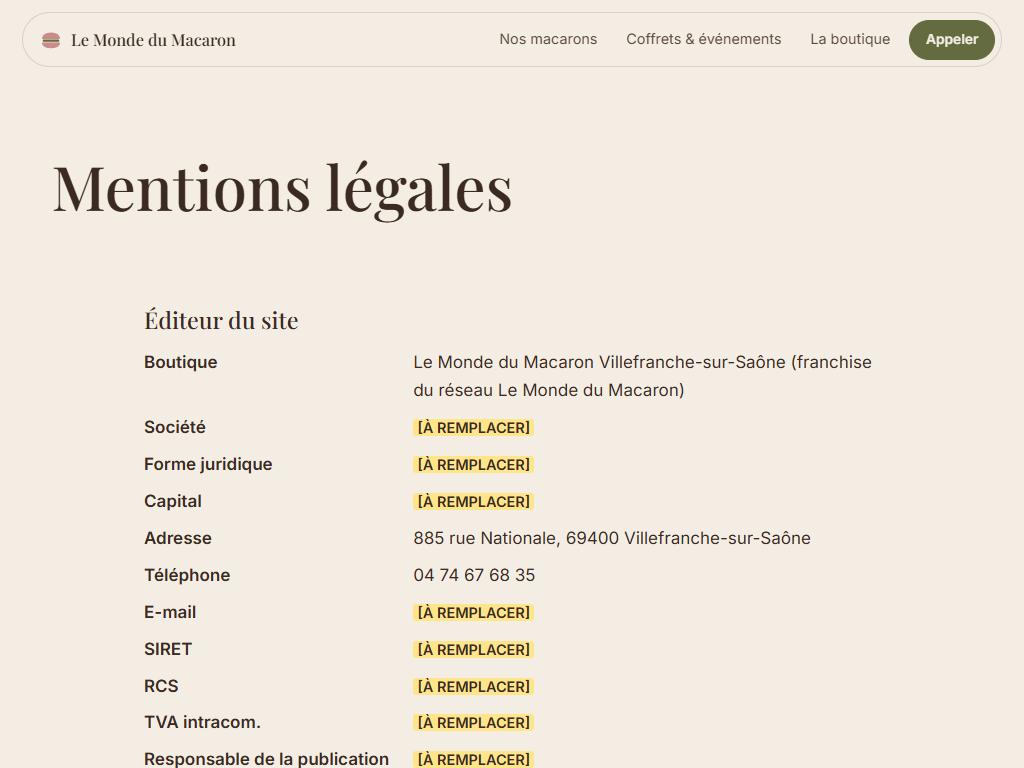 Le Monde du Macaron
Nos macarons
Coffrets & événements
La boutique
Appeler
Mentions légales
Éditeur du site
Boutique
Le Monde du Macaron Villefranche-sur-Saône (franchise
du réseau Le Monde du Macaron)
Société
[À REMPLACER]
Forme juridique
[À REMPLACER]
Capital
[À REMPLACER]
Adresse
885 rue Nationale, 69400 Villefranche-sur-Saône
Téléphone
04 74 67 68 35
E-mail
[À REMPLACER]
SIRET
[À REMPLACER]
RCS
[À REMPLACER]
TVA intracom.
[À REMPLACER]
Responsable de la publication
[À REMPLACER]